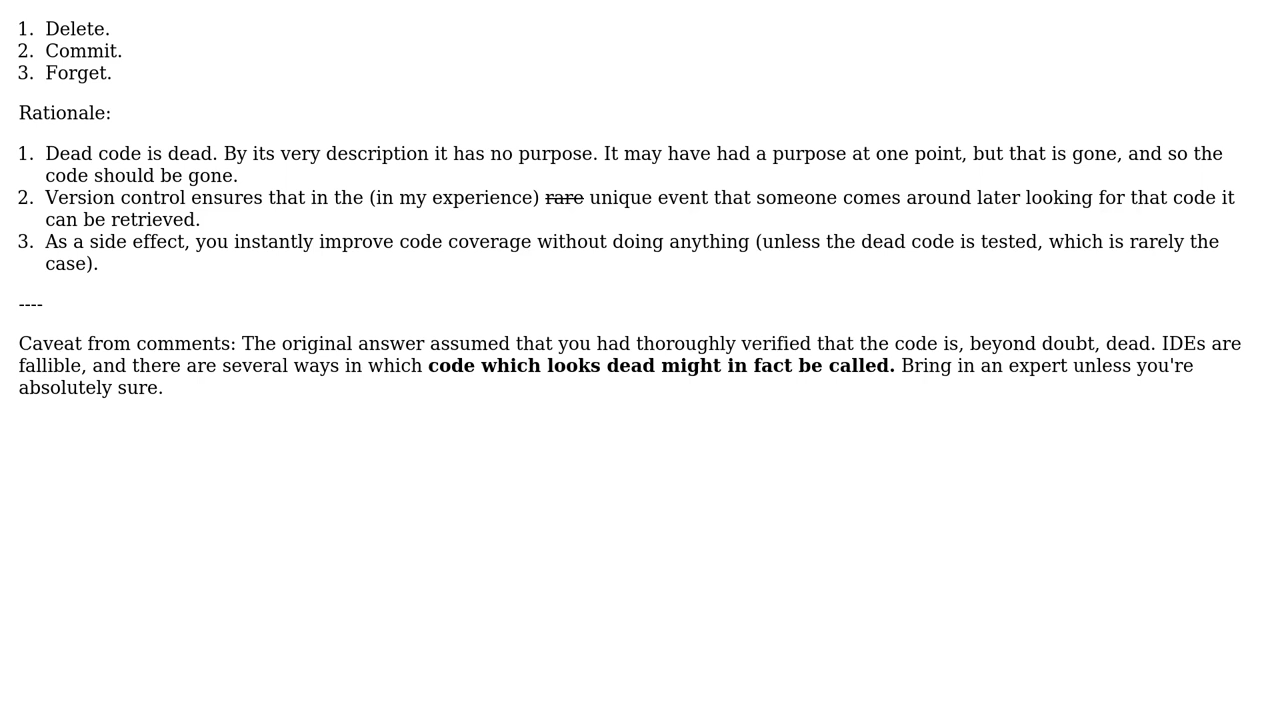 1. Delete.
2. Commit.
3. Forget.
Rationale:
1. Dead code is dead. By its very description it has no purpose. It may have had a purpose at one point, but that is gone, and so the
code should be gone.
2. Version control ensures that in the (in my experience) rare unique event that someone comes around later looking for that code it
can be retrieved.
3. As a side effect, you instantly improve code coverage without doing anything (unless the dead code is tested, which is rarely the
case).
----
Caveat from comments: The original answer assumed that you had thoroughly verified that the code is, beyond doubt, dead. IDEs are
fallible, and there are several ways in which code which looks dead might in fact be called. Bring in an expert unless you're
absolutely sure.